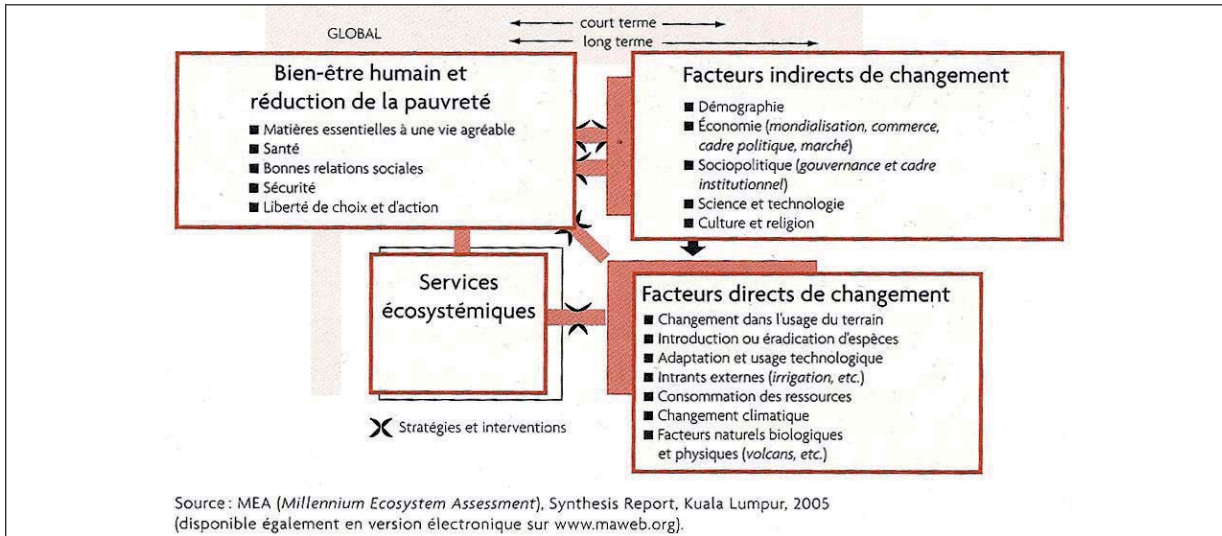 court terme
GLOBAL
long terme
Bien-être humain et
réduction de la pauvreté
■ Matières essentielles à une vie agréable
■ Santé
■ Bonnes relations sociales
■ Sécurité
■ Liberté de choix et d'action
Facteurs indirects de changement
■ Démographie
■ Économie (mondialisation, commerce,
cadre politique, marché)
■ Sociopolitique (gouvernance et cadre
institutionnel)
■ Science et technologie
■ Culture et religion
Services
écosystémiques
Facteurs directs de changement
■ Changement dans l'usage du terrain
■ Introduction ou éradication d'espèces
■ Adaptation et usage technologique
■ Intrants externes (irrigation, etc.)
■ Consommation des ressources
■ Changement climatique
■ Facteurs naturels biologiques
et physiques (volcans, etc.)
Stratégies et interventions
Source : MEA (Millennium Ecosystem Assessment), Synthesis Report, Kuala Lumpur, 2005
(disponible également en version électronique sur www.maweb.org).